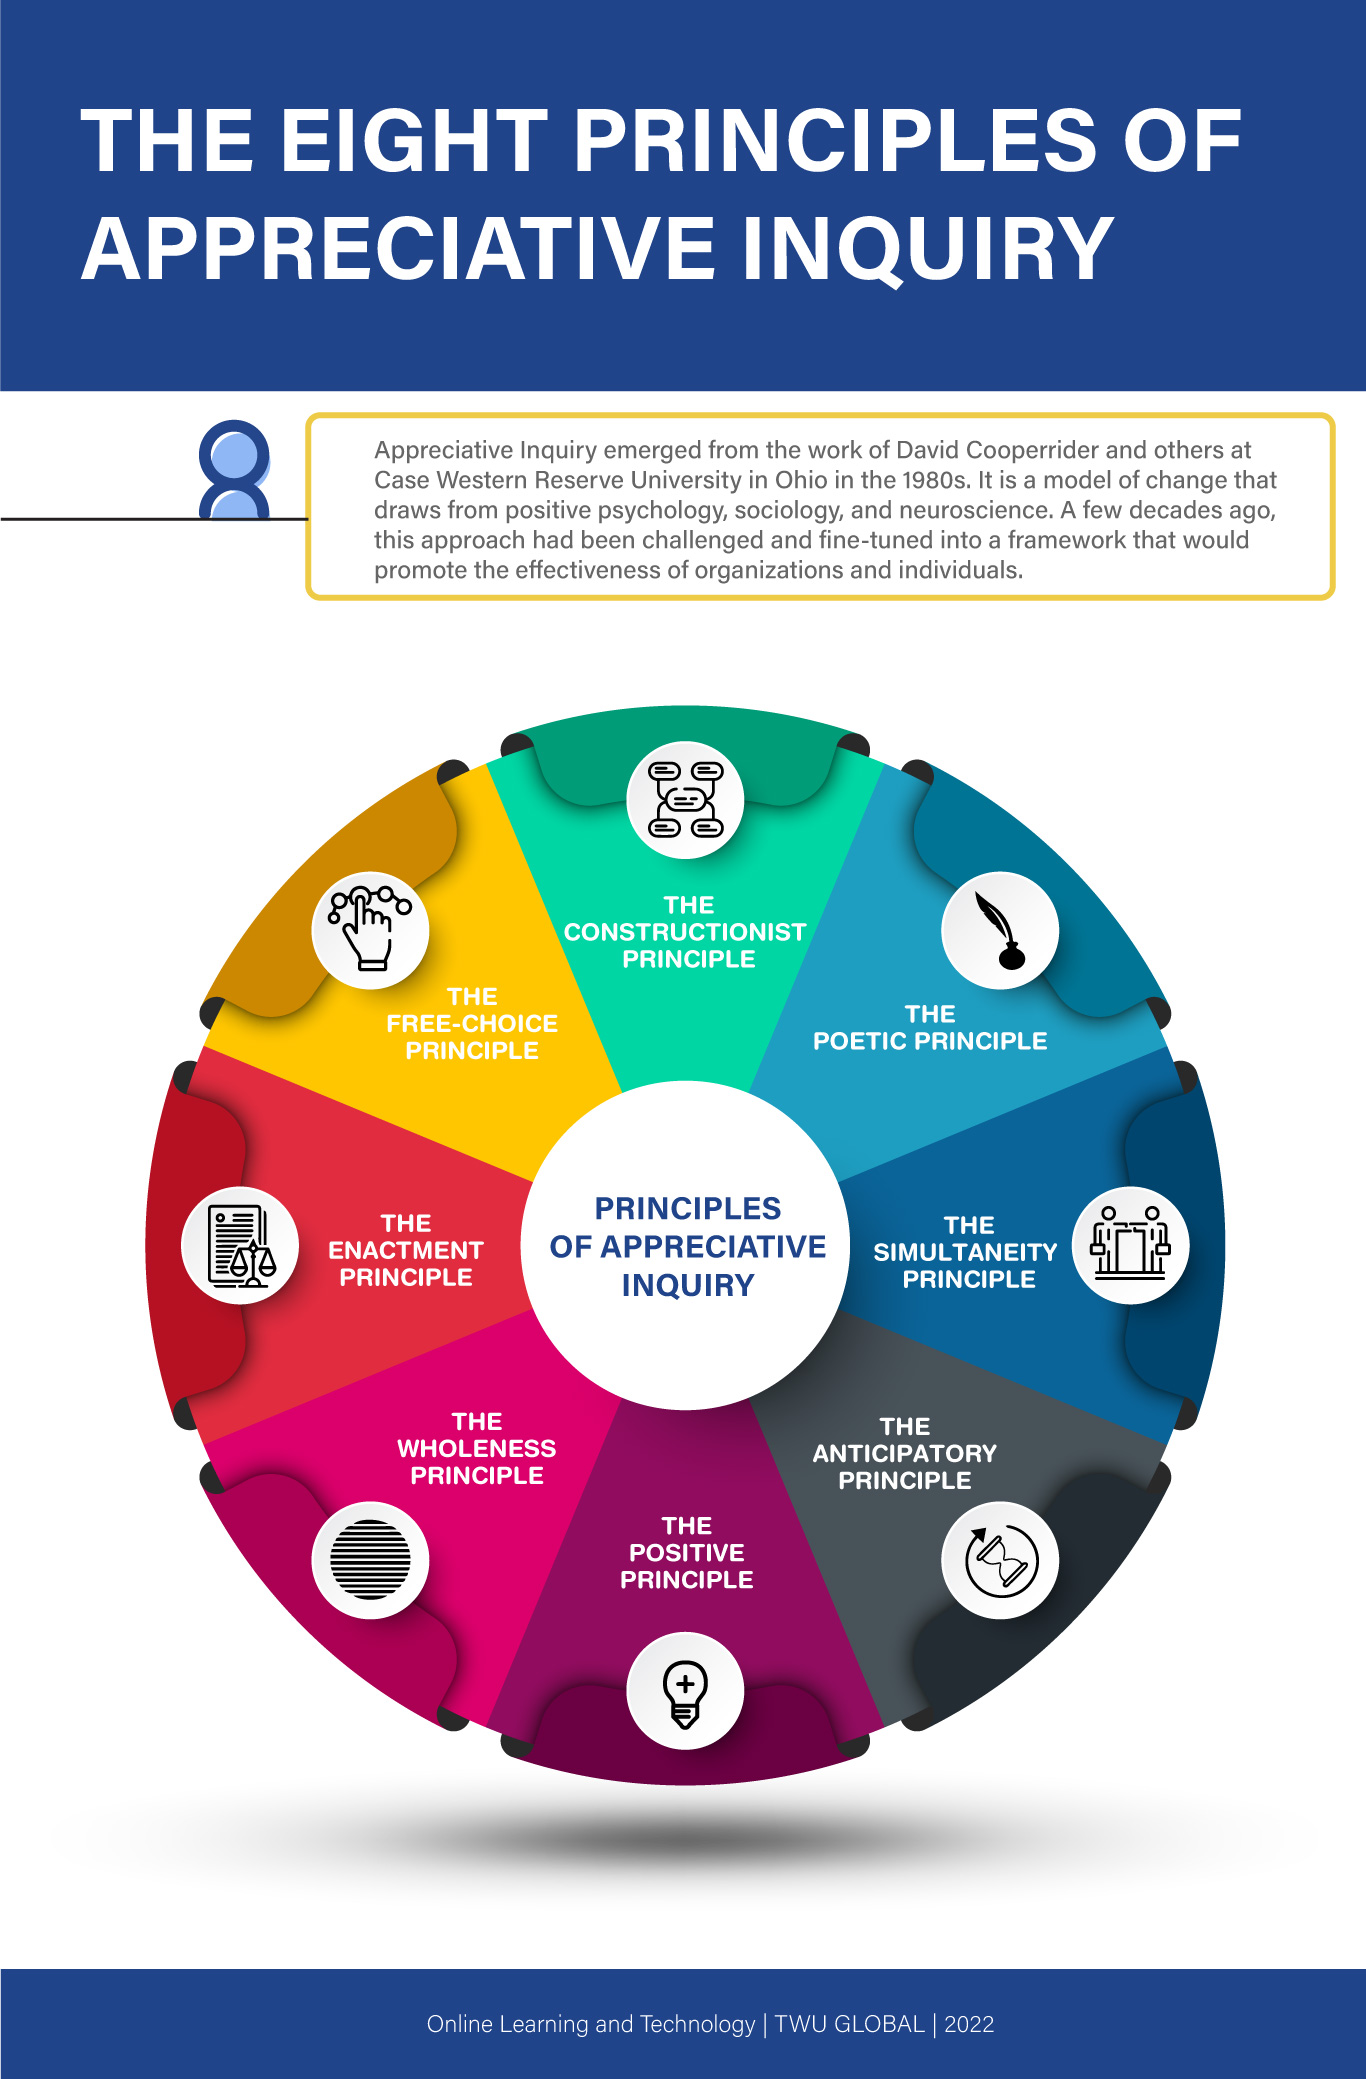 THE EIGHT PRINCIPLES OF
APPRECIATIVE INQUIRY
Appreciative Inquiry emerged from the work of David Cooperrider and others at
Case Western Reserve University in Ohio in the 1980s. It is a model of change that
draws from positive psychology, sociology, and neuroscience. A few decades ago,
this approach had been challenged and fine-tuned into a framework that would
promote the effectiveness of organizations and individuals.
THE
CONSTRUCTIONIST
PRINCIPLE
THE
POETIC PRINCIPLE
THE
SIMULTANEITY
PRINCIPLE
THE
ANTICIPATORY
PRINCIPLE
THE
POSITIVE
PRINCIPLE
THE
WHOLENESS
PRINCIPLE
THE
ENACTMENT
PRINCIPLE
THE
FREE-CHOICE
PRINCIPLE
PRINCIPLES
OF APPRECIATIVE
INQUIRY
Online Learning and Technology | TWU GLOBAL | 2022